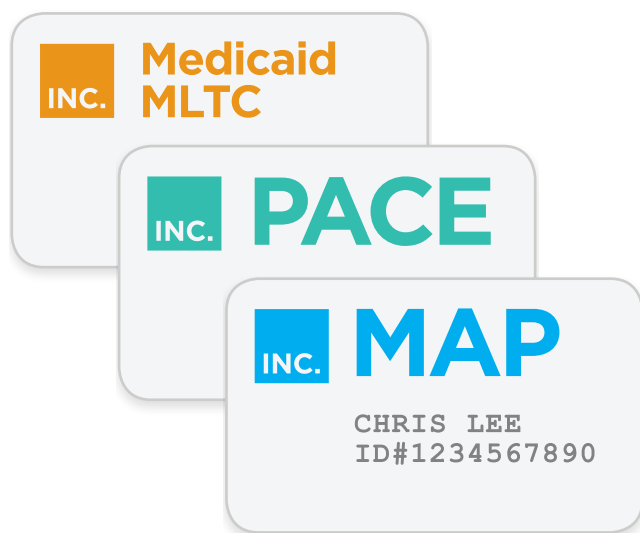 INC.
Medicaid
MLTC
INC.
PACE
INC.
MAP
CHRIS LEE
ID#1234567890